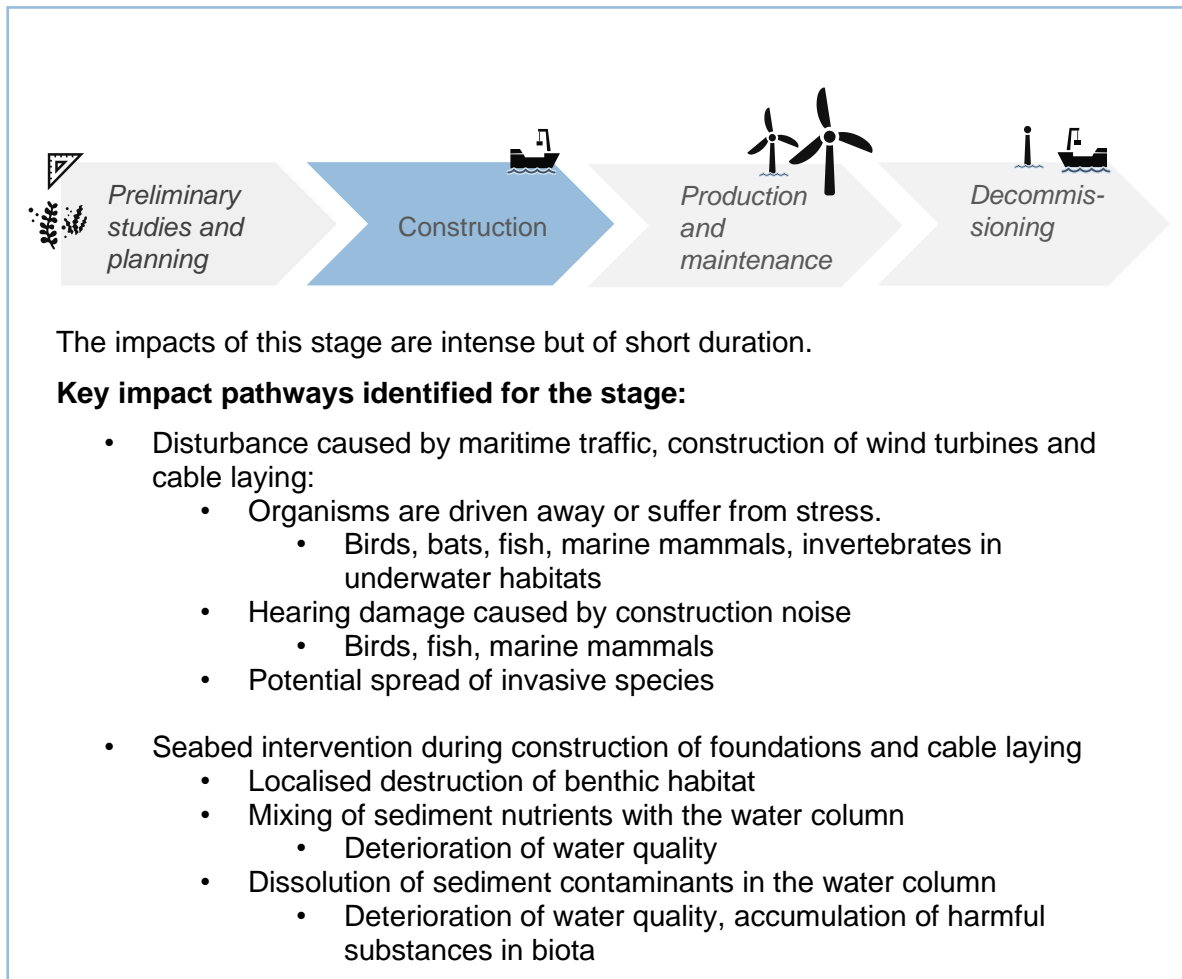 Preliminary
studies and
planning
Construction
Production
and
maintenance
Decommis-
sioning
The impacts of this stage are intense but of short duration.
Key impact pathways identified for the stage:
• Disturbance caused by maritime traffic, construction of wind turbines and
cable laying:
• Organisms are driven away or suffer from stress.
• Birds, bats, fish, marine mammals, invertebrates in
underwater habitats
• Hearing damage caused by construction noise
• Birds, fish, marine mammals
• Potential spread of invasive species
• Seabed intervention during construction of foundations and cable laying
• Localised destruction of benthic habitat
• Mixing of sediment nutrients with the water column
• Deterioration of water quality
• Dissolution of sediment contaminants in the water column
• Deterioration of water quality, accumulation of harmful
substances in biota